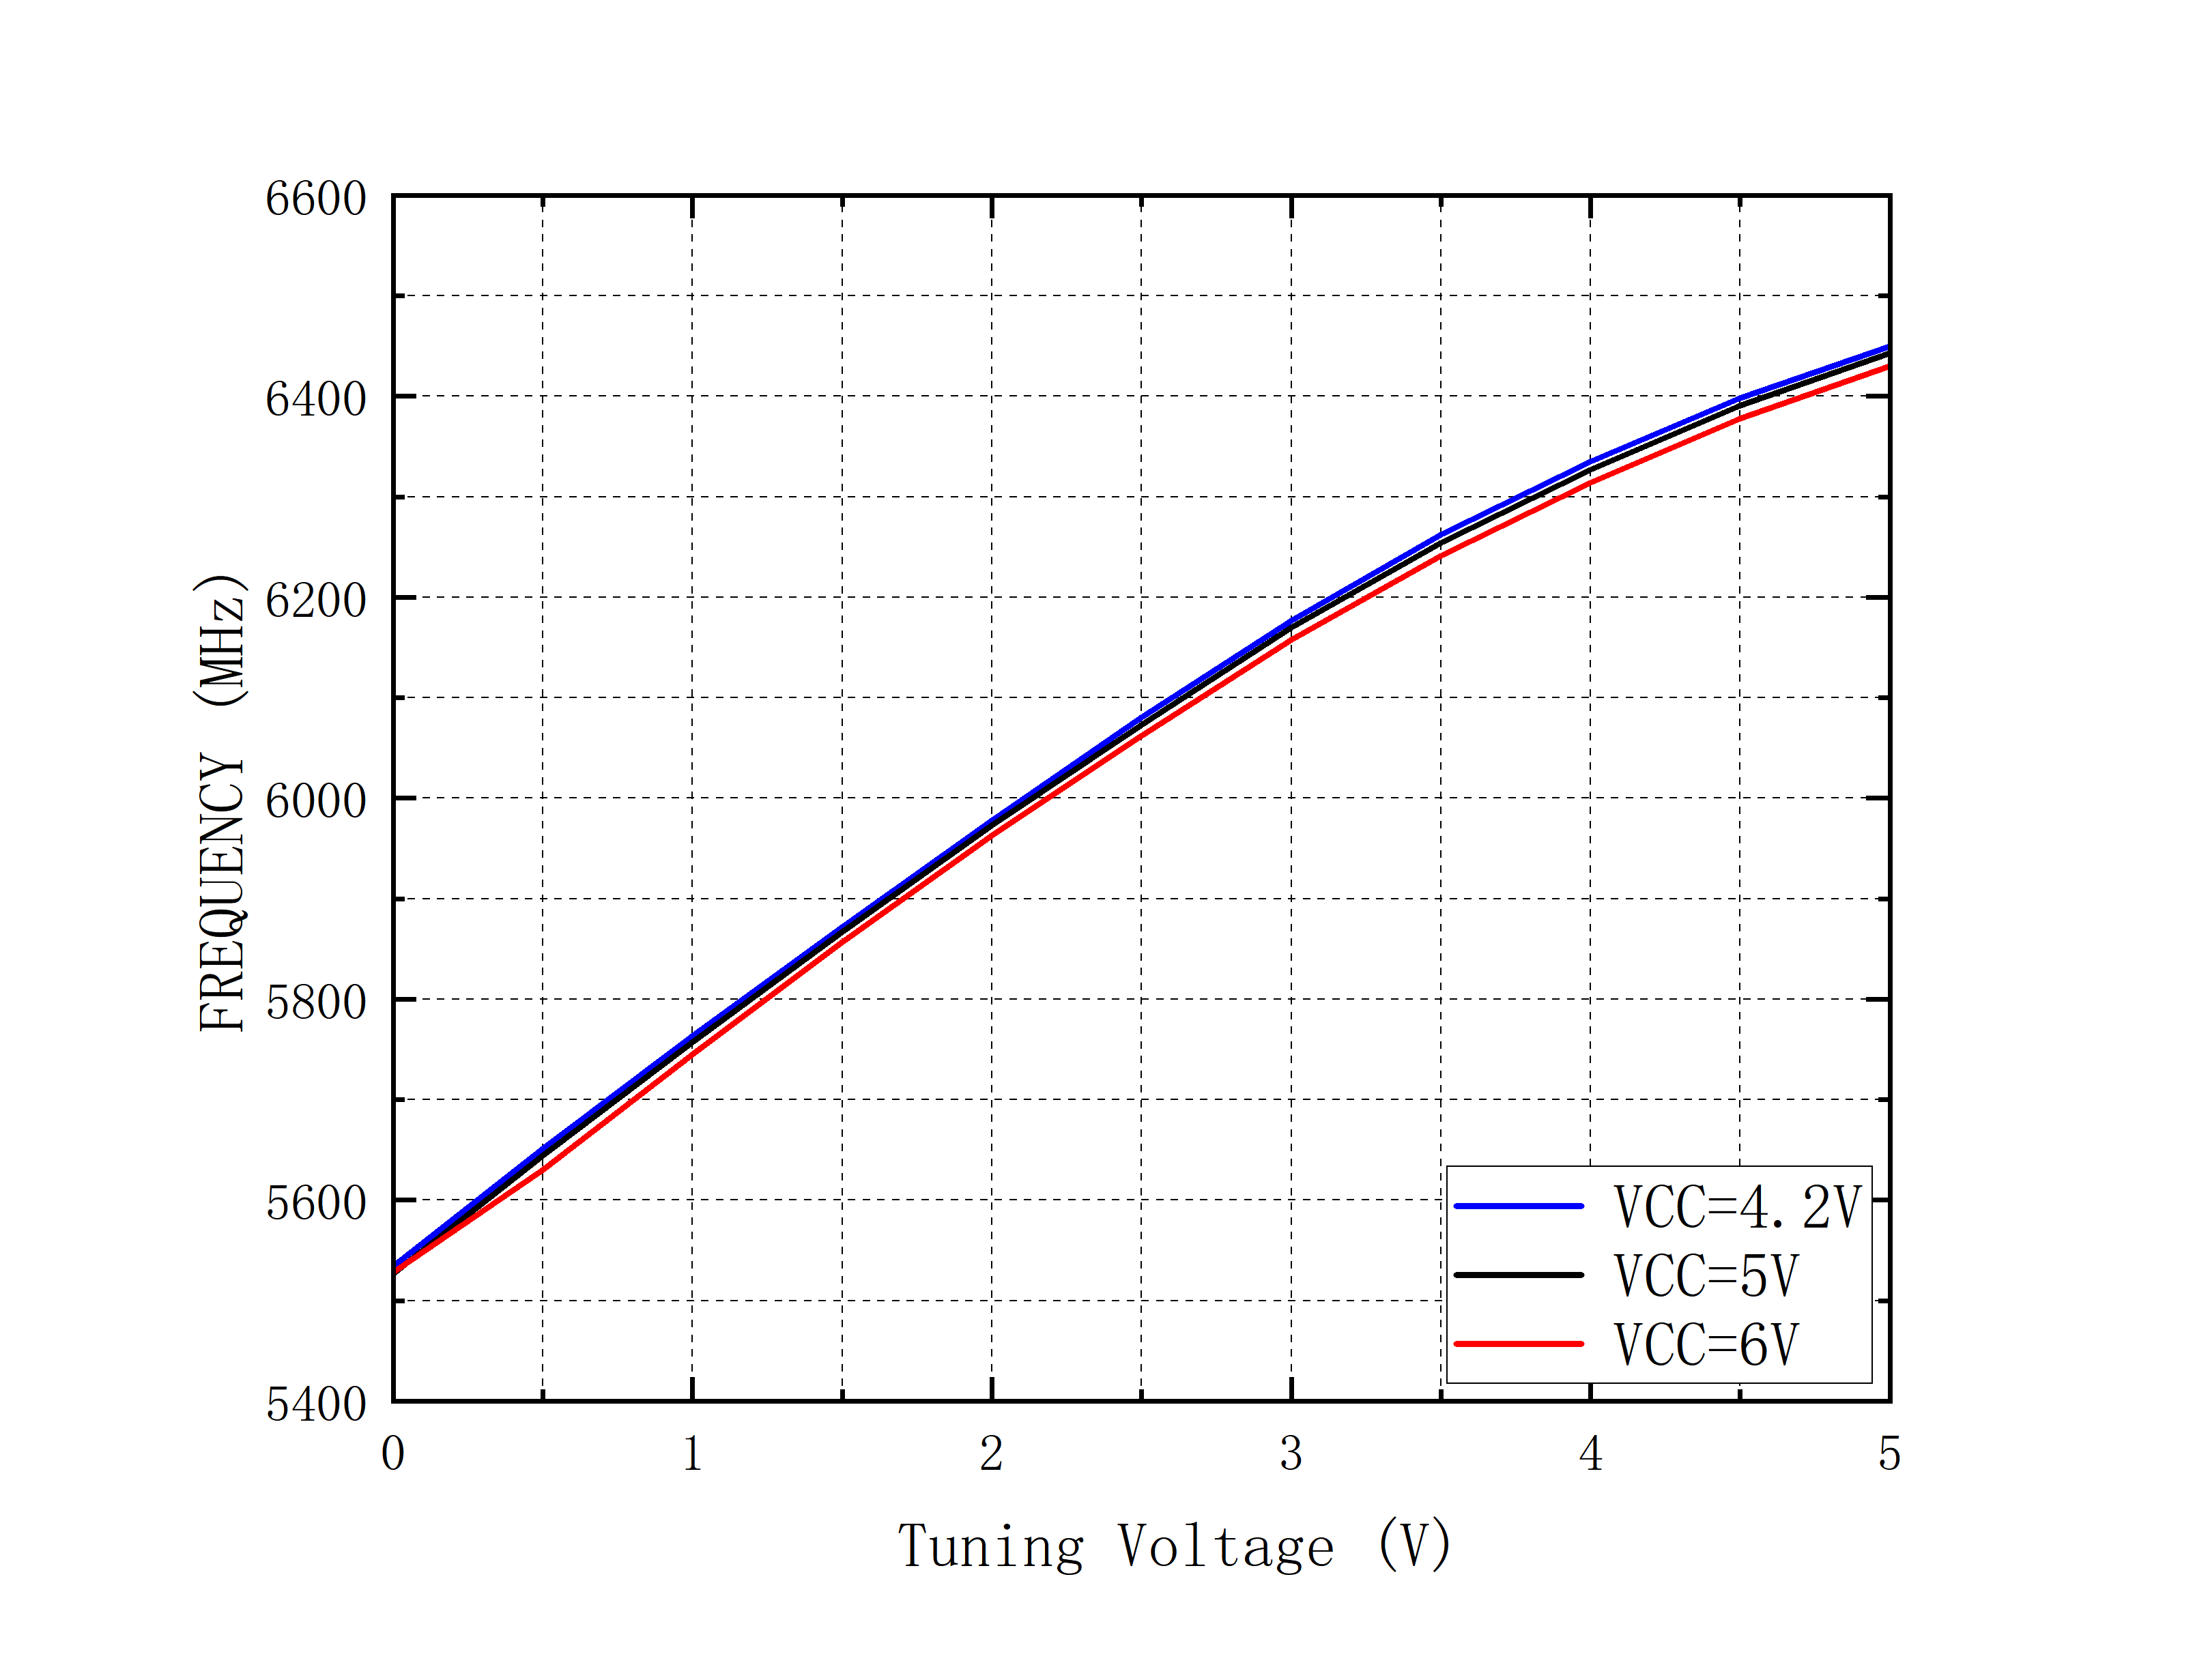 6600
6400
6200
6000
5800
5600
5400
FREQUENCY (MHz)
0 1 2 3 4 5
Tuning Voltage (V)
VCC=4.2V
VCC=5V
VCC=6V